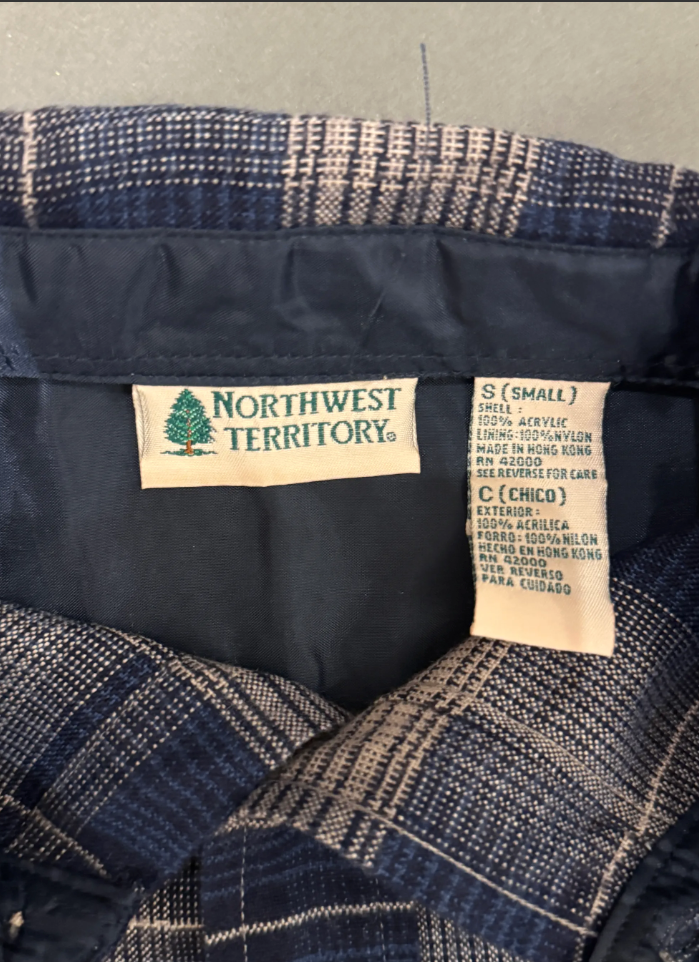 NORTHWEST
TERRITORY®
S (SMALL)
SHELL :
100% ACRYLIC
LINING:100%NYLON
MADE IN HONG KONG
RN 42000
SEE REVERSE FOR CARE
C (CHICO)
EXTERIOR:
100% ACRILICA
FORRO: 100% NILON
HECHO EN HONG KONG
RN 42000
VER REVERSO
PARA CUIDADO